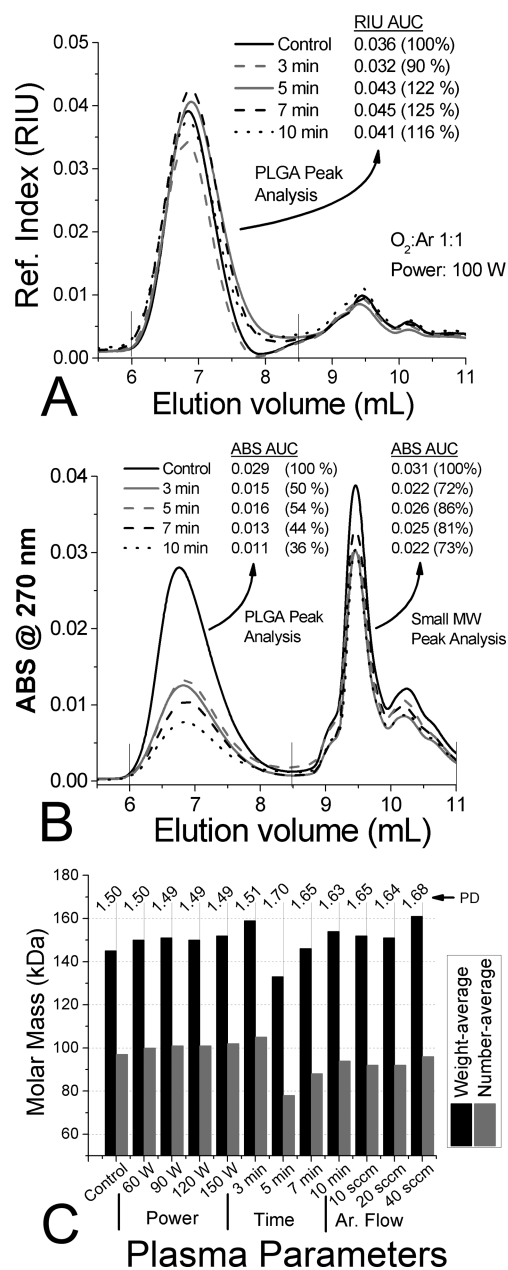 RIU AUC
Control 0.036 (100%)
3 min 0.032 (90 %)
5 min 0.043 (122 %)
7 min 0.045 (125 %)
10 min 0.041 (116 %)
PLGA Peak
Analysis
O2:Ar 1:1
Power: 100 W
Ref. Index (RIU)
0.05
0.04
0.03
0.02
0.01
0.00
6 7 8 9 10 11
Elution volume (mL)
A
ABS AUC ABS AUC
Control 0.029 (100 %) 0.031 (100%)
3 min 0.015 (50 %) 0.022 (72%)
5 min 0.016 (54 %) 0.026 (86%)
7 min 0.013 (44 %) 0.025 (81%)
10 min 0.011 (36 %) 0.022 (73%)
PLGA Peak
Analysis
Small MW
Peak Analysis
ABS @ 270 nm
0.04
0.03
0.02
0.01
0.00
6 7 8 9 10 11
Elution volume (mL)
B
1.50 1.50 1.49 1.49 1.49 1.51 1.70 1.65 1.63 1.65 1.64 1.68 PD
Molar Mass (kDa)
180
160
140
120
100
80
60
Weight-average
Number-average
Control 60 W 90 W 120 W 150 W 3 min 5 min 7 min 10 min 10 sccm 20 sccm 40 sccm
Power Time Ar. Flow
C
Plasma Parameters